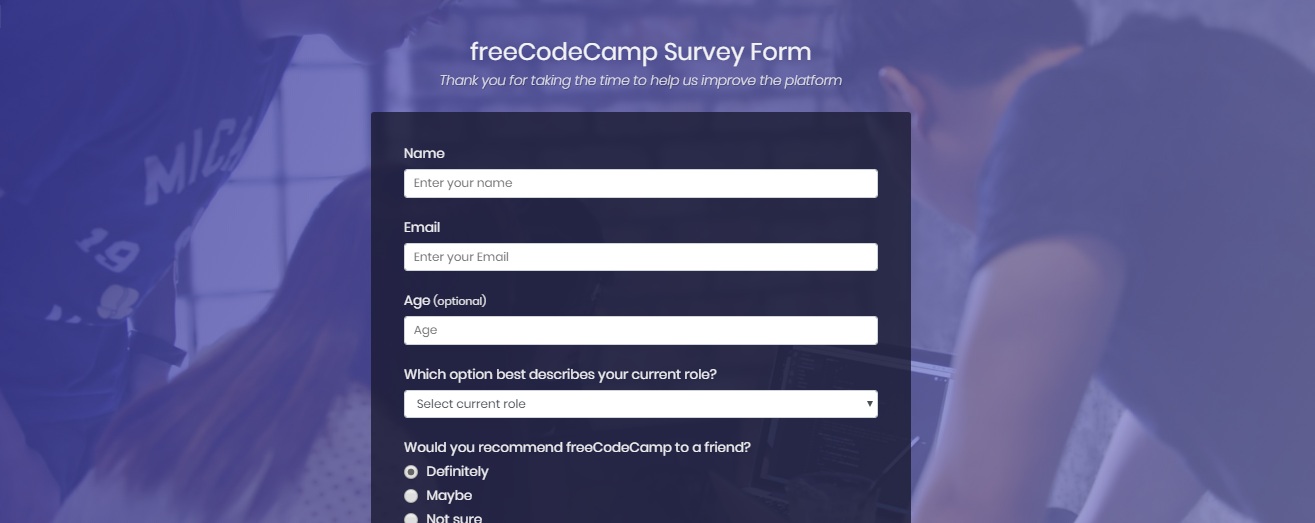 freeCodeCamp Survey Form
Thank you for taking the time to help us improve the platform
MICA
19
Name
Enter your name
Email
Enter your Email
Age (optional)
Age
Which option best describes your current role?
Select current role
Would you recommend freeCodeCamp to a friend?
Definitely
Maybe
Not sure